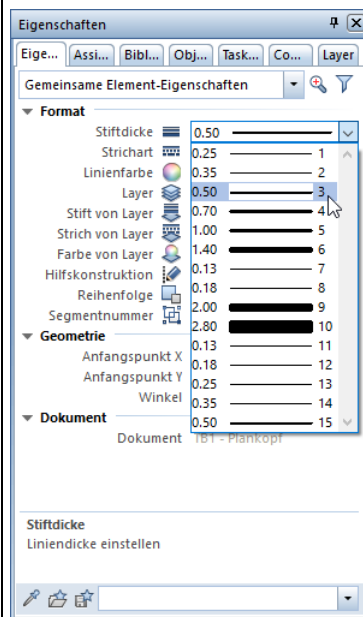 Eigenschaften
Eige... Assi... Bibl... Obj... Task... Co... Layer
Gemeinsame Element-Eigenschaften
Format
Stiftdicke 0.50
Strichart 0.25 1
Linienfarbe 0.35 2
Layer 0.50 3
Stift von Layer 0.70 4
Strich von Layer 1.00 5
Farbe von Layer 1.40 6
Hilfskonstruktion 0.13 7
Reihenfolge 0.18 8
Segmentnummer 2.00 9
Geometrie 2.80 10
Anfangspunkt X 0.13 11
Anfangspunkt Y 0.18 12
Winkel 0.25 13
0.35 14
Dokument 0.50 15
Dokument TB1 - Plankopf
Stiftdicke
Liniendicke einstellen